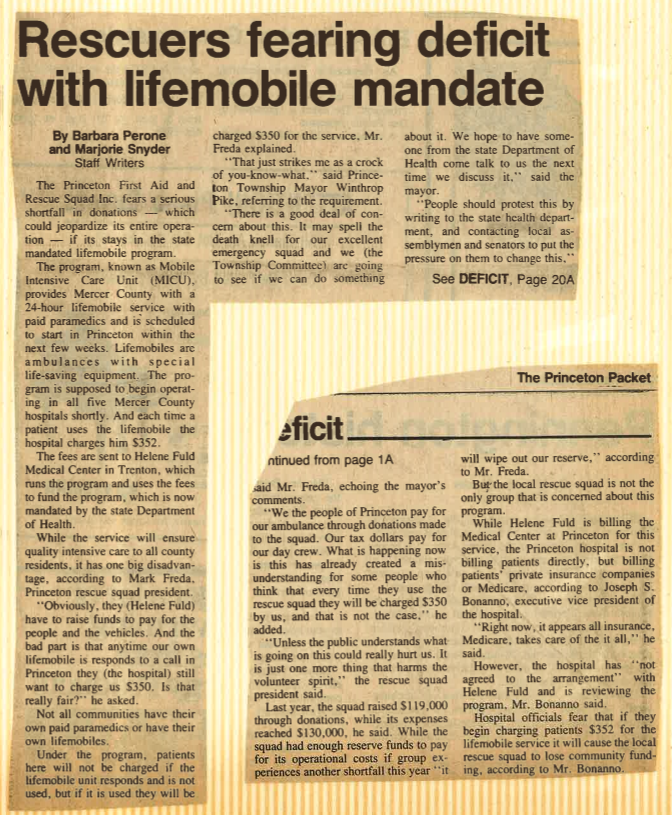 Rescuers fearing deficit
with lifemobile mandate
By Barbara Perone
and Marjorie Snyder
Staff Writers
The Princeton First Aid and
Rescue Squad Inc. fears a serious
shortfall in donations — which
could jeopardize its entire opera-
tion — if its stays in the state
mandated lifemobile program.
The program, known as Mobile
Intensive Care Unit (MICU),
provides Mercer County with a
24-hour lifemobile service with
paid paramedics and is scheduled
to start in Princeton within the
next few weeks. Lifemobiles are
ambulances with special
life-saving equipment. The pro-
gram is supposed to begin operat-
ing in all five Mercer County
hospitals shortly. And each time a
patient uses the lifemobile the
hospital charges him $352.
The fees are sent to Helene Fuld
Medical Center in Trenton, which
runs the program and uses the fees
to fund the program, which is now
mandated by the state Department
of Health.
While the service will ensure
quality intensive care to all county
residents, it has one big disadvan-
tage, according to Mark Freda,
Princeton rescue squad president.
"Obviously, they (Helene Fuld)
have to raise funds to pay for the
people and the vehicles. And the
bad part is that anytime our own
lifemobile is responds to a call in
Princeton they (the hospital) still
want to charge us $350. Is that
really fair?" he asked.
Not all communities have their
own paid paramedics or have their
own lifemobiles.
Under the program, patients
here will not be charged if the
lifemobile unit responds and is not
used, but if it is used they will be
charged $350 for the service, Mr.
Freda explained.
"That just strikes me as a crock
of you-know-what," said Prince-
ton Township Mayor Winthrop
Pike, referring to the requirement.
"There is a good deal of con-
cern about this. It may spell the
death knell for our excellent
emergency squad and we (the
Township Committee) are going
to see if we can do something
about it. We hope to have some-
one from the state Department of
Health come talk to us the next
time we discuss it," said the
mayor.
"People should protest this by
writing to the state health depart-
ment, and contacting local as-
semblymen and senators to put the
pressure on them to change this,"
See DEFICIT, Page 20A
The Princeton Packet
eficit
ntinued from page 1A
said Mr. Freda, echoing the mayor's
comments.
"We the people of Princeton pay for
our ambulance through donations made
to the squad. Our tax dollars pay for
our day crew. What is happening now
is this has already created a mis-
understanding for some people who
think that every time they use the
rescue squad they will be charged $350
by us, and that is not the case," he
added.
"Unless the public understands what
is going on this could really hurt us. It
is just one more thing that harms the
volunteer spirit," the rescue squad
president said.
Last year, the squad raised $119,000
through donations, while its expenses
reached $130,000, he said. While the
squad had enough reserve funds to pay
for its operational costs if group ex-
periences another shortfall this year "it
will wipe out our reserve," according
to Mr. Freda.
But the local rescue squad is not the
only group that is concerned about this
program.
While Helene Fuld is billing the
Medical Center at Princeton for this
service, the Princeton hospital is not
billing patients directly, but billing
patients' private insurance companies
or Medicare, according to Joseph S.
Bonanno, executive vice president of
the hospital.
"Right now, it appears all insurance,
Medicare, takes care of the it all," he
said.
However, the hospital has "not
agreed to the arrangement" with
Helene Fuld and is reviewing the
program, Mr. Bonanno said.
Hospital officials fear that if they
begin charging patients $352 for the
lifemobile service it will cause the local
rescue squad to lose community fund-
ing, according to Mr. Bonanno.